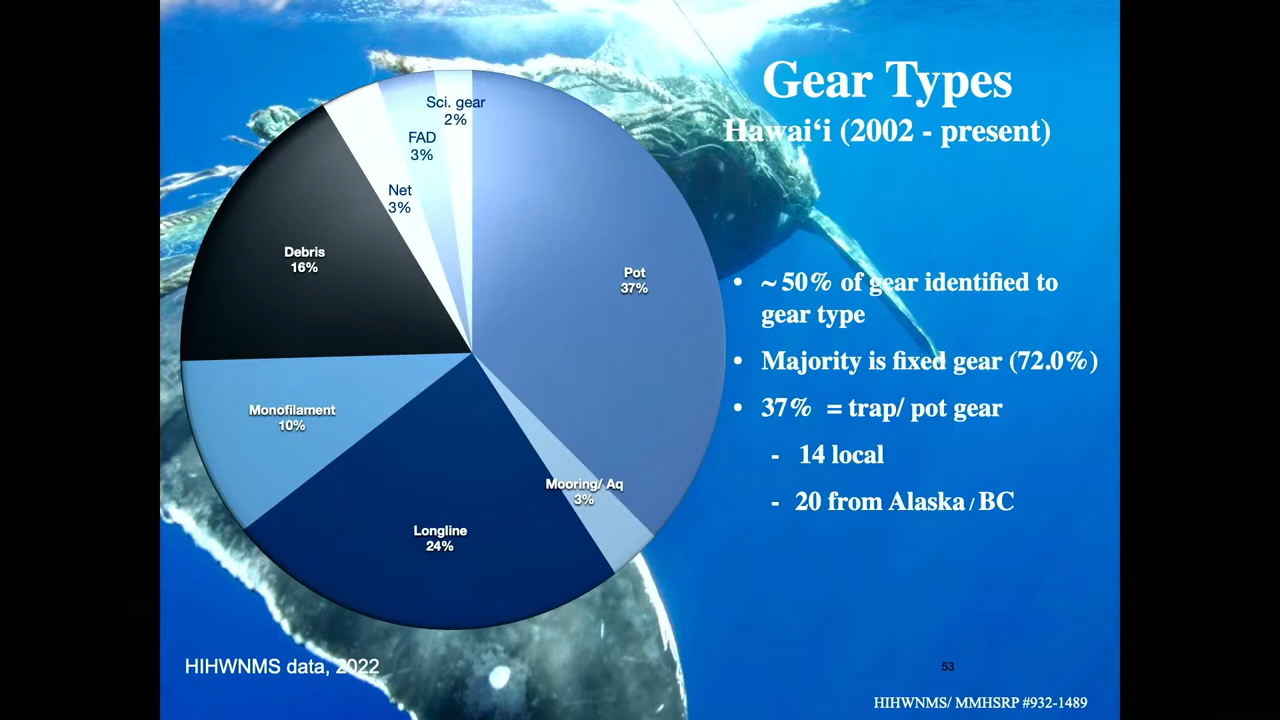 Gear Types
Hawai‘i (2002 - present)
Sci. gear
2%
FAD
3%
Net
3%
Debris
16%
Pot
37%
Monofilament
10%
Mooring/ Aq
3%
Longline
24%
• ~ 50% of gear identified to
gear type
• Majority is fixed gear (72.0%)
• 37% = trap/ pot gear
- 14 local
- 20 from Alaska / BC
HIHWNMS data, 2022
53
HIHWNMS/ MMHSRP #932-1489